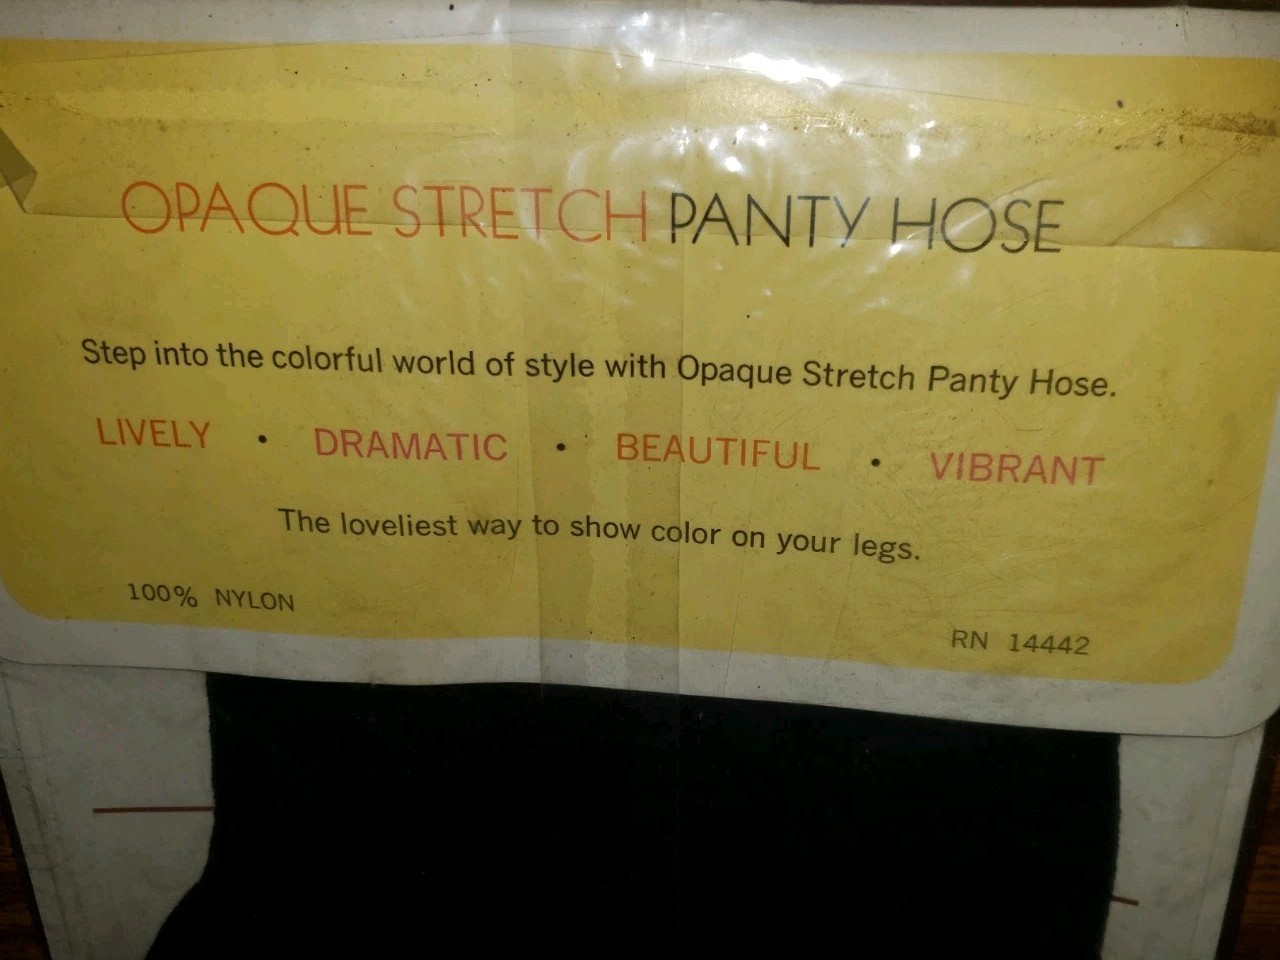 OPAQUE STRETCH PANTY HOSE
Step into the colorful world of style with Opaque Stretch Panty Hose.
LIVELY • DRAMATIC • BEAUTIFUL • VIBRANT
The loveliest way to show color on your legs.
100% NYLON
RN 14442